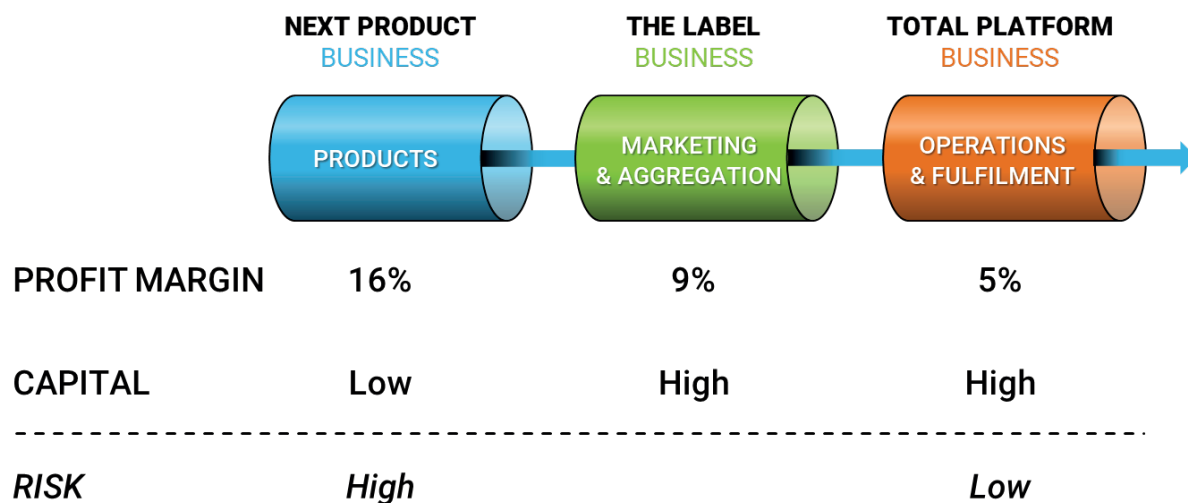 NEXT PRODUCT
BUSINESS
THE LABEL
BUSINESS
TOTAL PLATFORM
BUSINESS
PRODUCTS
MARKETING
& AGGREGATION
OPERATIONS
& FULFILMENT
PROFIT MARGIN 16% 9% 5%
CAPITAL Low High High
RISK High Low